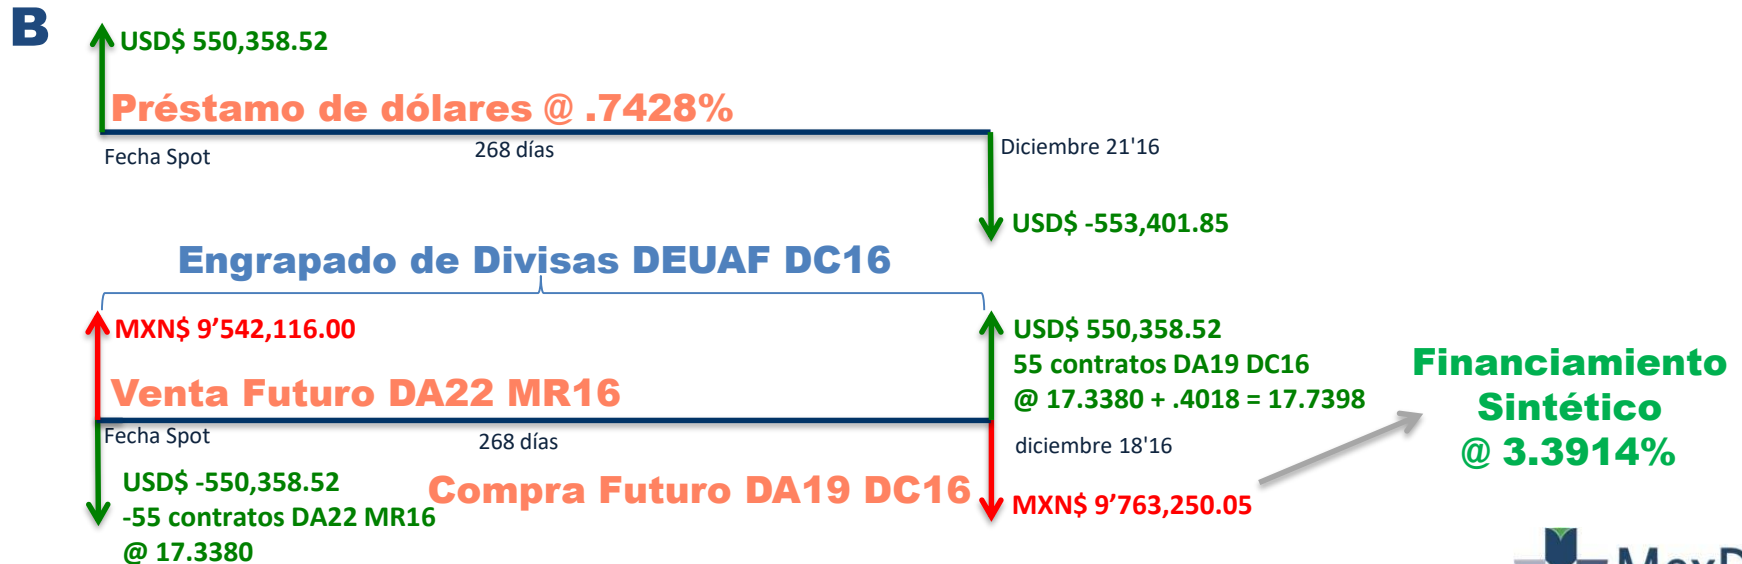 B
USD$ 550,358.52
Préstamo de dólares @ .7428%
Fecha Spot
268 días
Diciembre 21'16
USD$ -553,401.85
Engrapado de Divisas DEUAF DC16
MXN$ 9’542,116.00
USD$ 550,358.52
55 contratos DA19 DC16
@ 17.3380 + .4018 = 17.7398
Venta Futuro DA22 MR16
Fecha Spot
268 días
diciembre 18'16
USD$ -550,358.52
-55 contratos DA22 MR16
@ 17.3380
Compra Futuro DA19 DC16
MXN$ 9’763,250.05
Financiamiento
Sintético
@ 3.3914%